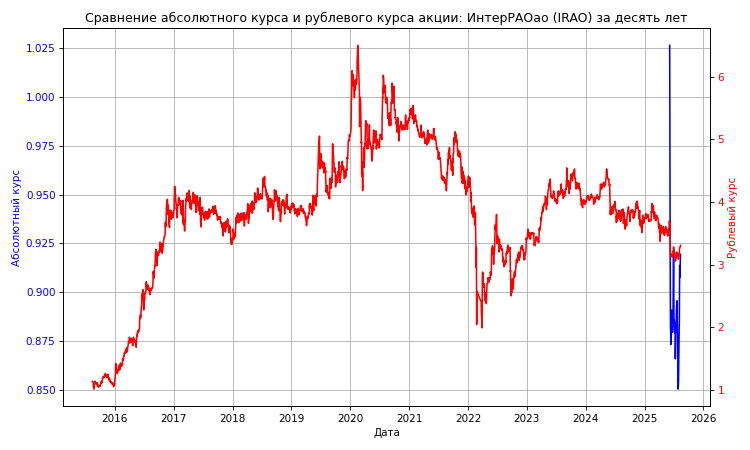 Сравнение абсолютного курса и рублевого курса акции: ИнтерРАОао (IRAO) за десять лет
1.025
1.000
0.975
0.950
0.925
0.900
0.875
0.850
Абсолютный курс
6
5
4
3
2
1
Рублевый курс
2016 2017 2018 2019 2020 2021 2022 2023 2024 2025 2026
Дата